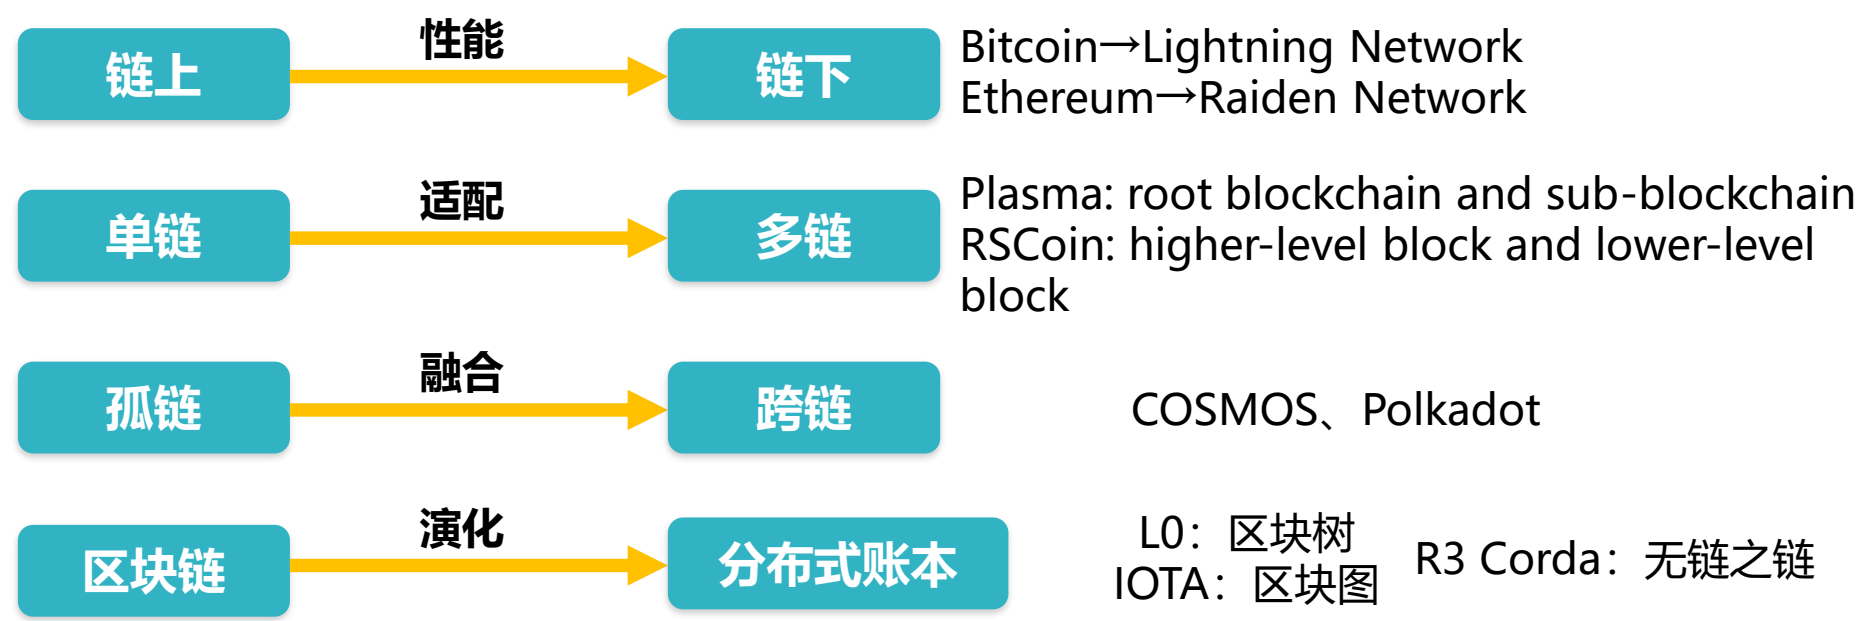 链上
性能
链下
Bitcoin→Lightning Network
Ethereum→Raiden Network
单链
适配
多链
Plasma: root blockchain and sub-blockchain
RSCoin: higher-level block and lower-level
block
孤链
融合
跨链
COSMOS、Polkadot
区块链
演化
分布式账本
L0：区块树
IOTA：区块图
R3 Corda：无链之链